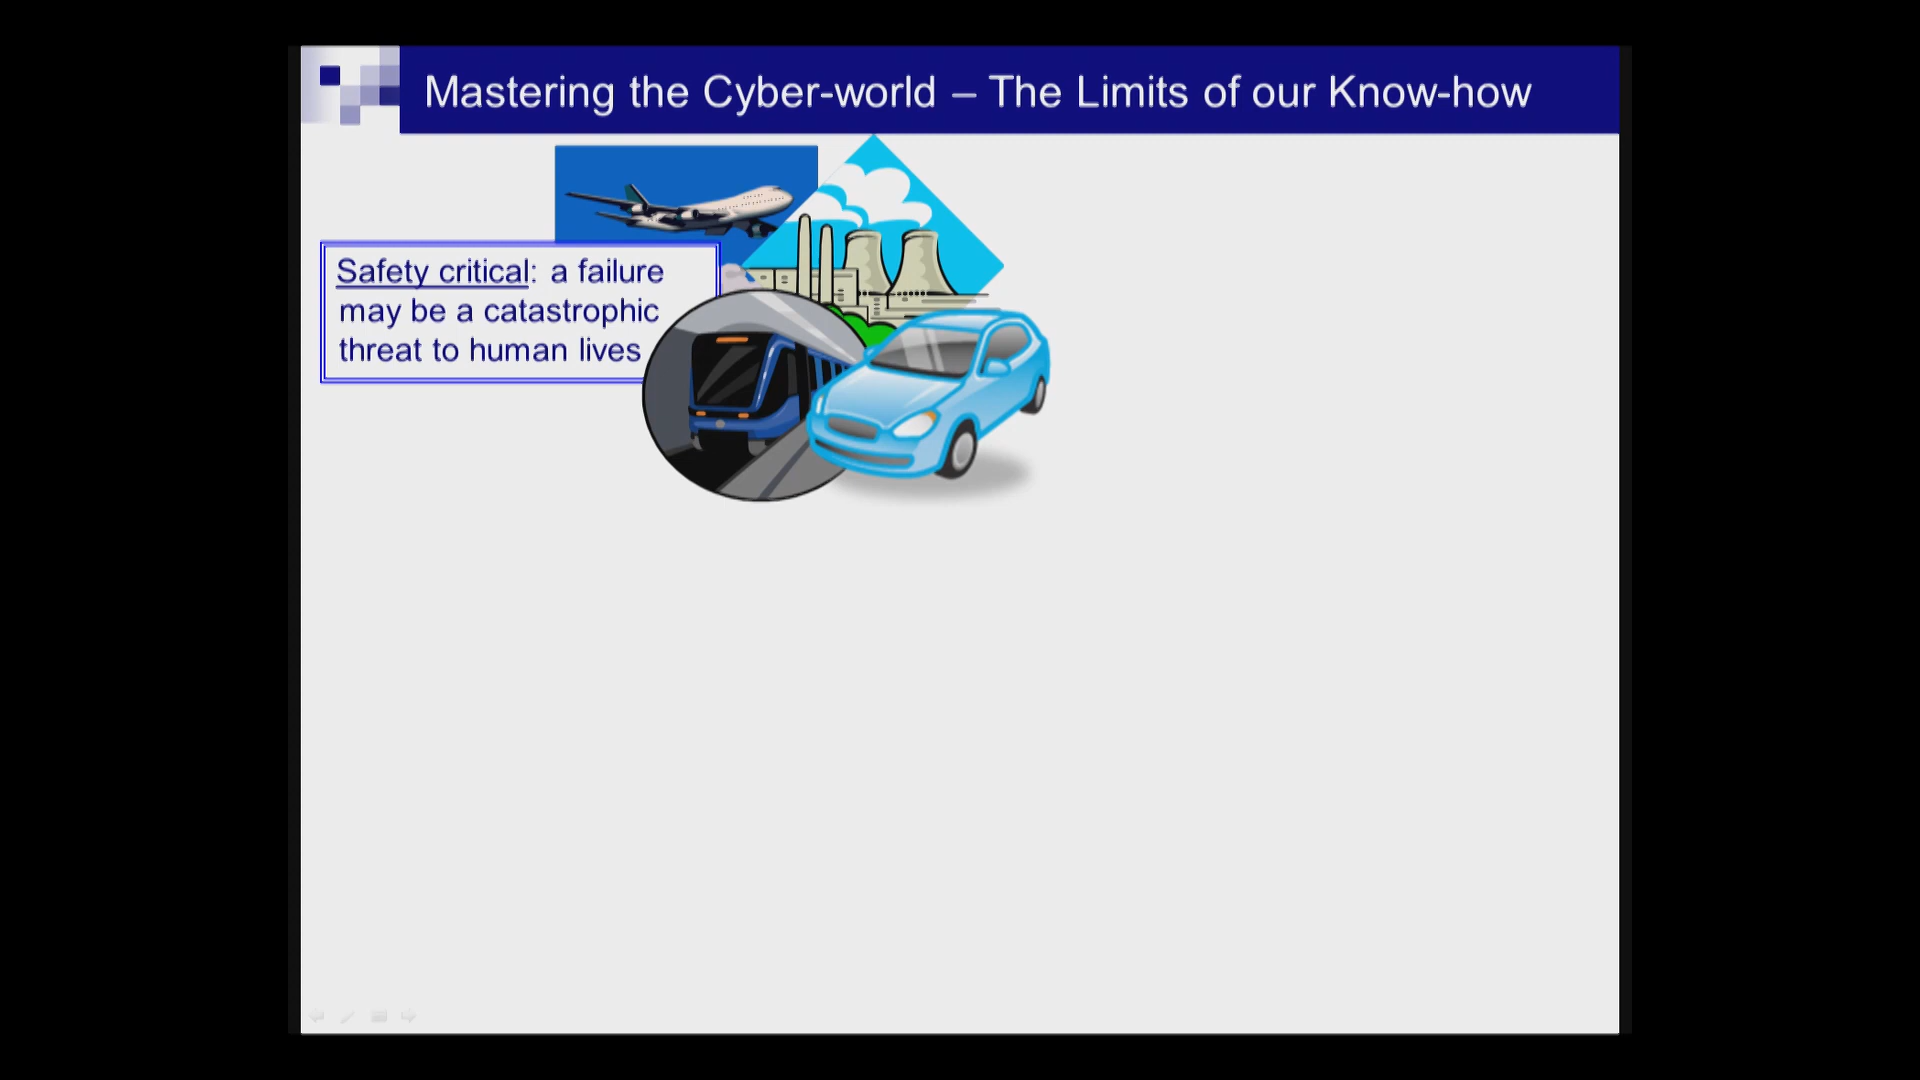 Mastering the Cyber-world – The Limits of our Know-how
Safety critical: a failure
may be a catastrophic
threat to human lives